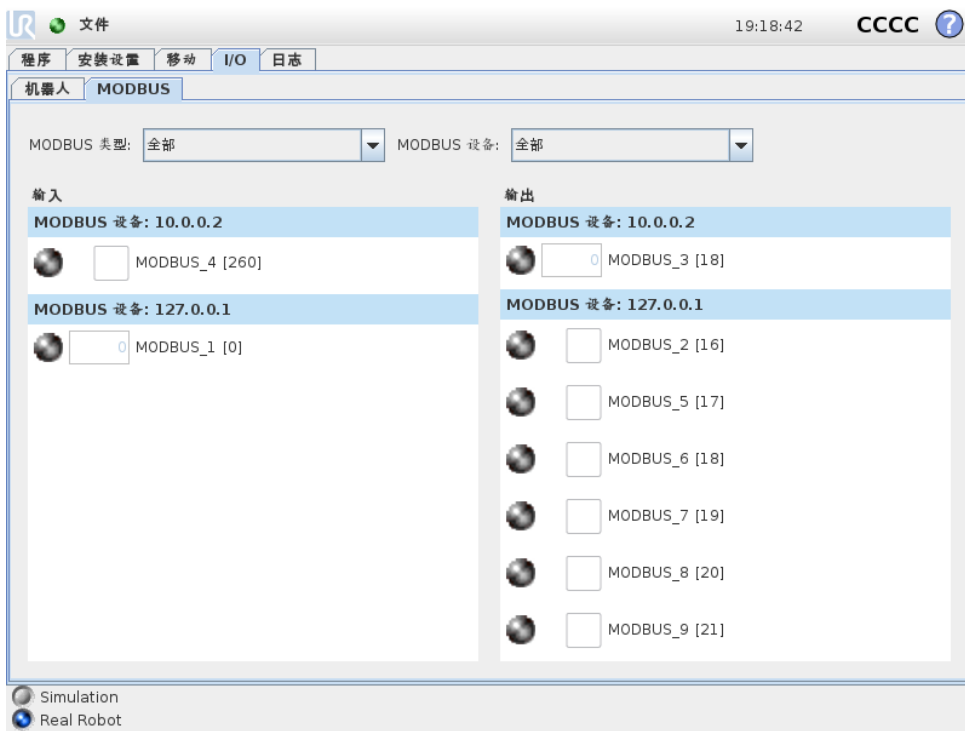 UR 文件 19:18:42 CCCC ?
程序 安装设置 移动 I/O 日志
机器人 MODBUS
MODBUS 类型: 全部 MODBUS 设备: 全部
输入
MODBUS 设备: 10.0.0.2
MODBUS_4 [260]
MODBUS 设备: 127.0.0.1
0 MODBUS_1 [0]
输出
MODBUS 设备: 10.0.0.2
0 MODBUS_3 [18]
MODBUS 设备: 127.0.0.1
MODBUS_2 [16]
MODBUS_5 [17]
MODBUS_6 [18]
MODBUS_7 [19]
MODBUS_8 [20]
MODBUS_9 [21]
Simulation
Real Robot